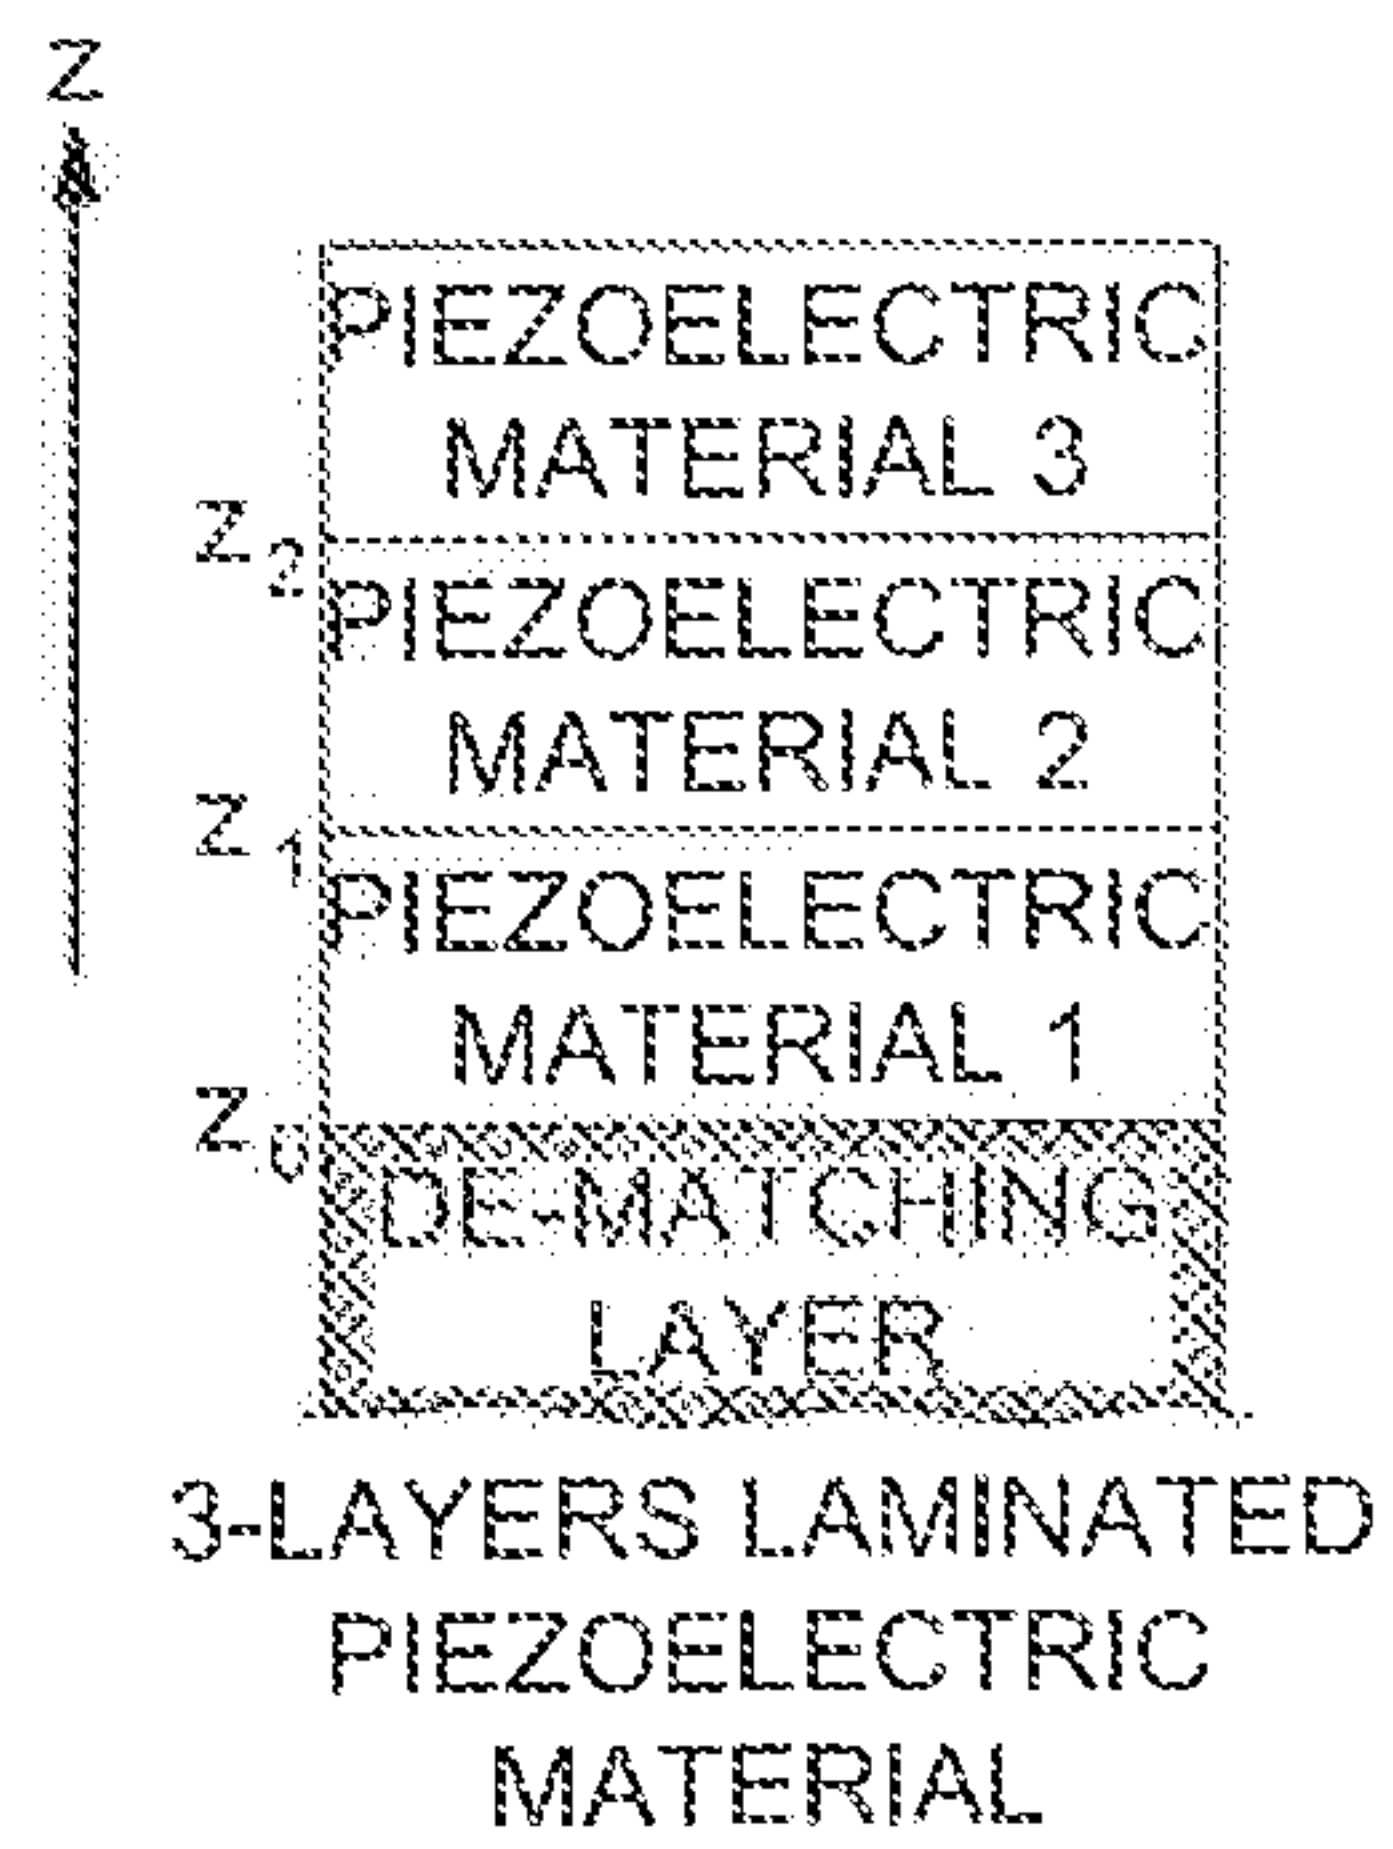 Z
PIEZOELECTRIC
MATERIAL 3
Z2
PIEZOELECTRIC
MATERIAL 2
Z1
PIEZOELECTRIC
MATERIAL 1
Z0
DE-MATCHING
LAYER
3-LAYERS LAMINATED
PIEZOELECTRIC
MATERIAL